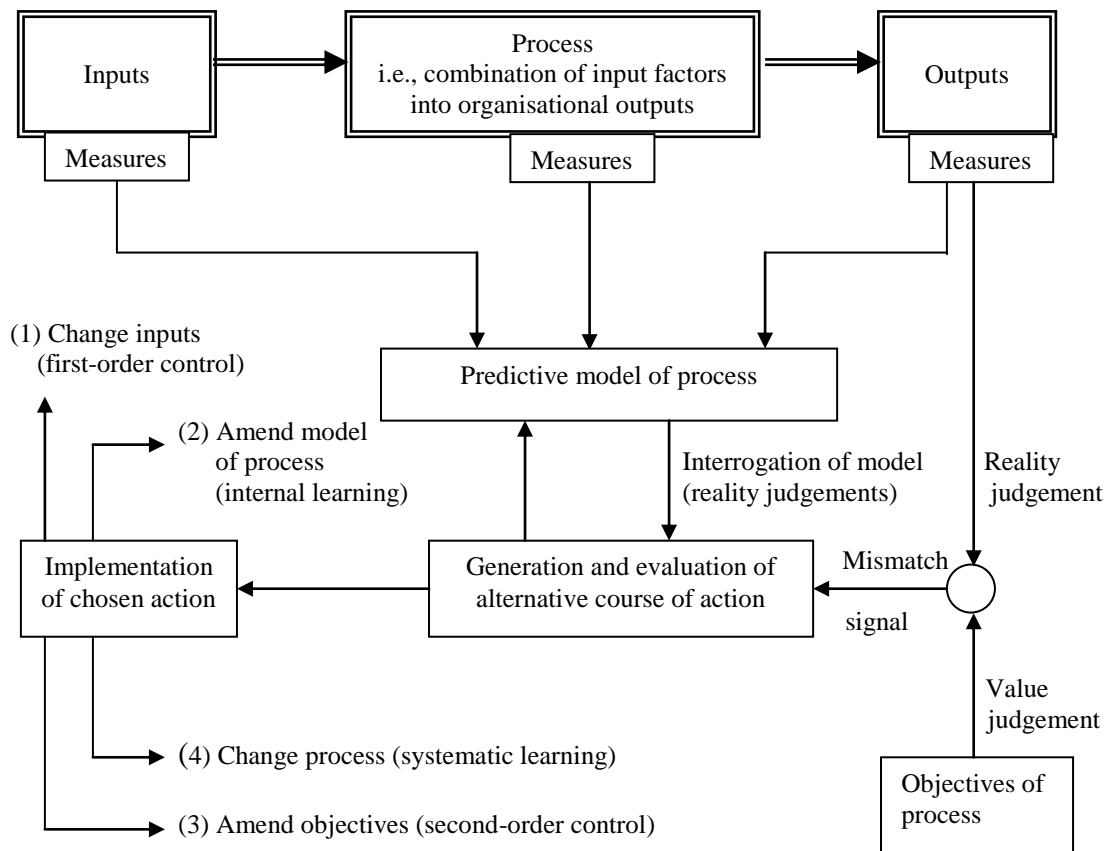 Inputs
Process
i.e., combination of input factors
into organisational outputs
Outputs
Measures
Measures
Measures
(1) Change inputs
(first-order control)
Predictive model of process
(2) Amend model
of process
(internal learning)
Interrogation of model
(reality judgements)
Reality
judgement
Implementation
of chosen action
Generation and evaluation of
alternative course of action
Mismatch
signal
Value
judgement
(4) Change process (systematic learning)
(3) Amend objectives (second-order control)
Objectives of
process